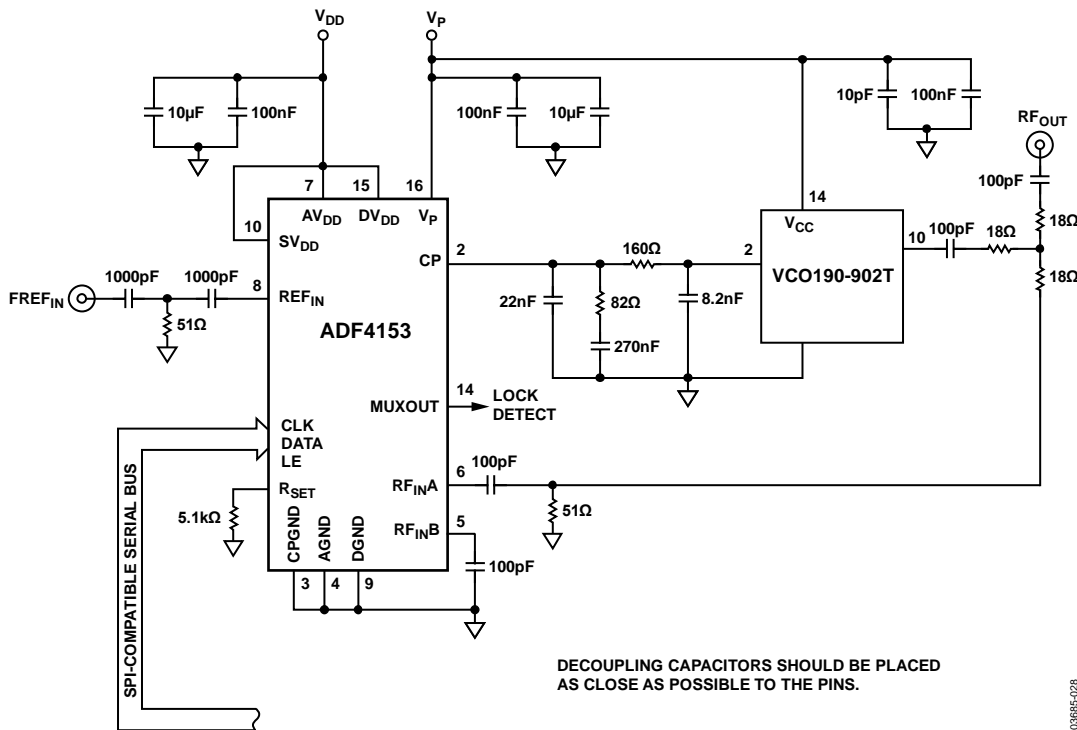 VDD
VP
10µF
100nF
100nF
10µF
10pF
100nF
RFOUT
100pF
18Ω
18Ω
7
15
16
AVDD
DVDD
VP
10
SVDD
14
VCC
2
CP
160Ω
2
VCO190-902T
10
100pF
18Ω
FREFIN
1000pF
1000pF
8
REFIN
51Ω
ADF4153
22nF
82Ω
270nF
8.2nF
MUXOUT
14
LOCK
DETECT
CLK
DATA
LE
RSET
5.1kΩ
RFINA
6
100pF
51Ω
RFINB
5
100pF
CPGND
AGND
DGND
3
4
9
SPI-COMPATIBLE SERIAL BUS
DECOUPLING CAPACITORS SHOULD BE PLACED
AS CLOSE AS POSSIBLE TO THE PINS.
03685-028